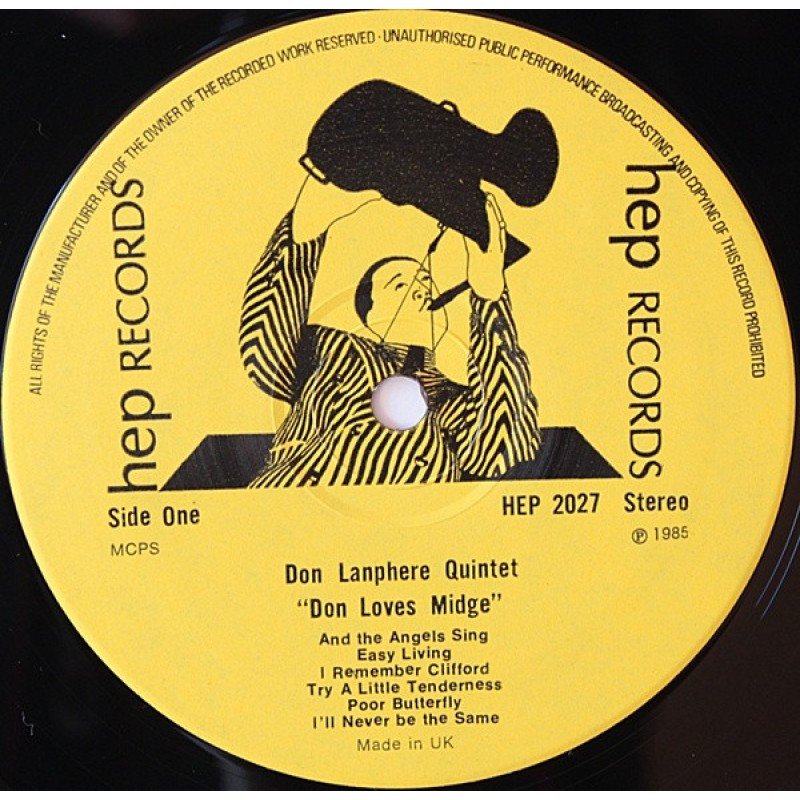 ALL RIGHTS OF THE MANUFACTURER AND OF THE OWNER OF THE RECORDED WORK RESERVED · UNAUTHORISED PUBLIC PERFORMANCE BROADCASTING AND COPYING OF THIS RECORD PROHIBITED
hep RECORDS
hep RECORDS
Side One
HEP 2027 Stereo
MCPS
℗ 1985
Don Lanphere Quintet
“Don Loves Midge”
And the Angels Sing
Easy Living
I Remember Clifford
Try A Little Tenderness
Poor Butterfly
I'll Never be the Same
Made in UK